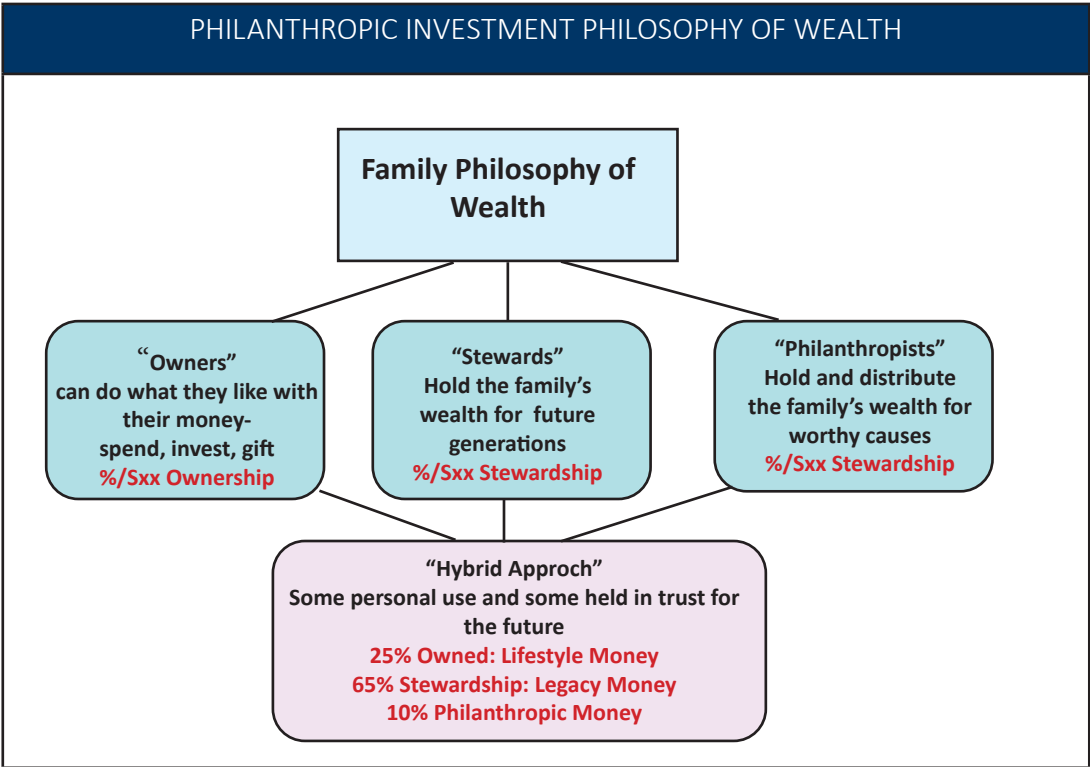 PHILANTHROPIC INVESTMENT PHILOSOPHY OF WEALTH
Family Philosophy of
Wealth
“Owners”
can do what they like with
their money-
spend, invest, gift
%/Sxx Ownership
“Stewards”
Hold the family’s
wealth for future
generations
%/Sxx Stewardship
“Philanthropists”
Hold and distribute
the family’s wealth for
worthy causes
%/Sxx Stewardship
“Hybrid Approch”
Some personal use and some held in trust for
the future
25% Owned: Lifestyle Money
65% Stewardship: Legacy Money
10% Philanthropic Money